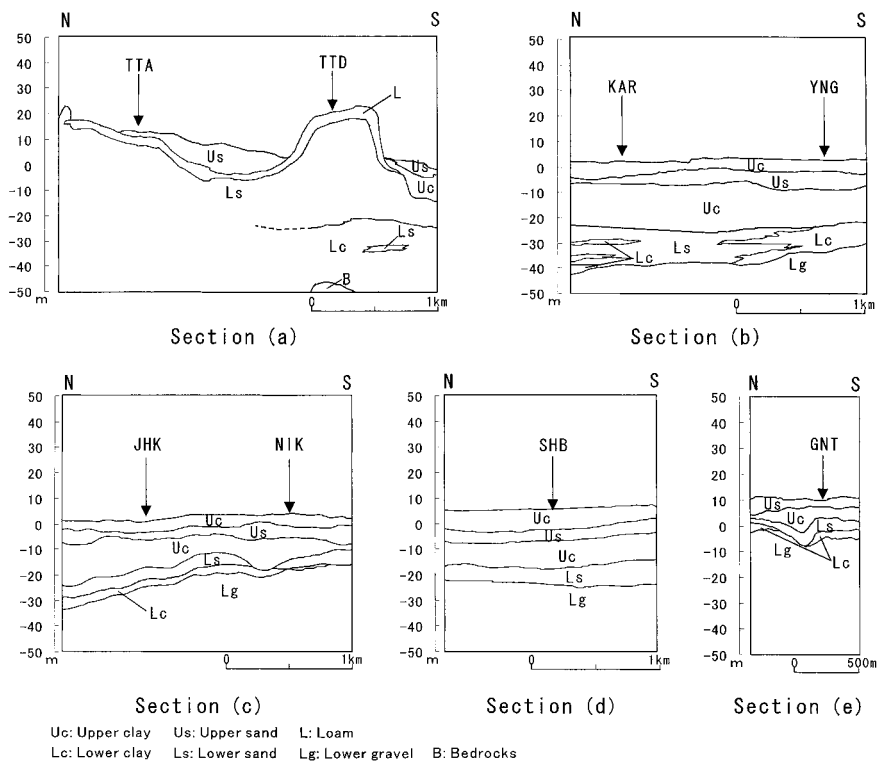 N S
TTA TTD
L
Us
Us
Ls
Uc
Ls
Lc
B
50
40
30
20
10
0
-10
-20
-30
-40
-50
m 0 1km
Section (a)
N S
KAR YNG
Uc
Us
Uc
Ls Lc
Lc Lg
50
40
30
20
10
0
-10
-20
-30
-40
-50
m 0 1km
Section (b)
N S
JHK NIK
Uc Us
Uc
Ls
Lg
Lc
50
40
30
20
10
0
-10
-20
-30
-40
-50
m 0 1km
Section (c)
N S
SHB
Uc
Us
Uc
Ls
Lg
50
40
30
20
10
0
-10
-20
-30
-40
-50
m 0 1km
Section (d)
N S
GNT
Us
Uc
Ls
Lg Lc
50
40
30
20
10
0
-10
-20
-30
-40
-50
m 0 500m
Section (e)
Uc: Upper clay Us: Upper sand L: Loam
Lc: Lower clay Ls: Lower sand Lg: Lower gravel B: Bedrocks